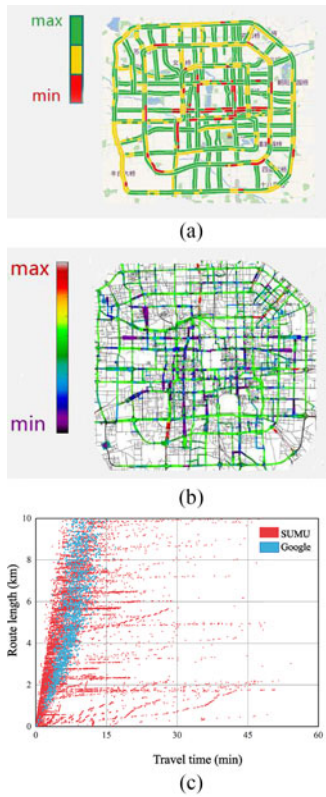 max
min
(a)
max
min
(b)
10
8
6
4
2
0
Route length (km)
SUMU
Google
0 15 30 45 60
Travel time (min)
(c)